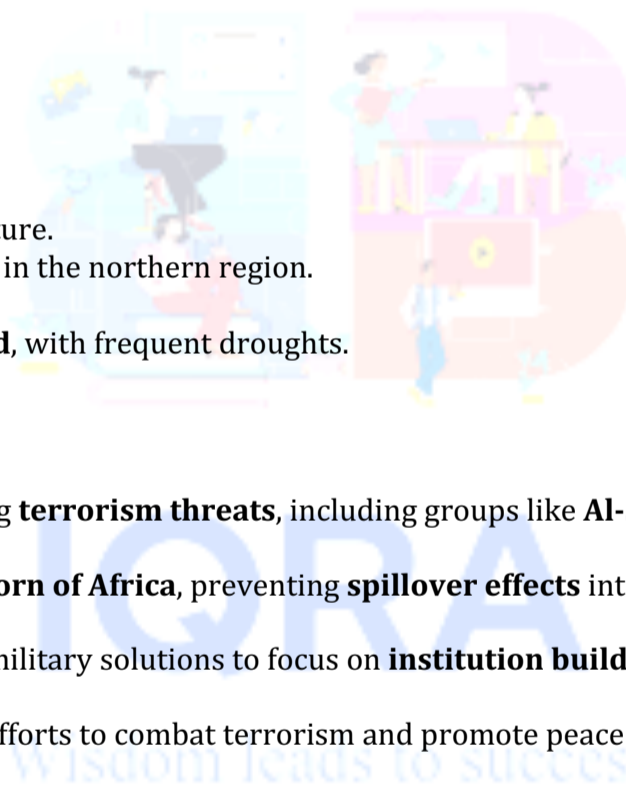 ure.
in the northern region.
d, with frequent droughts.
g terrorism threats, including groups like Al-
orn of Africa, preventing spillover effects int
military solutions to focus on institution build
fforts to combat terrorism and promote peace
IQRA
Wisdom leads to succes